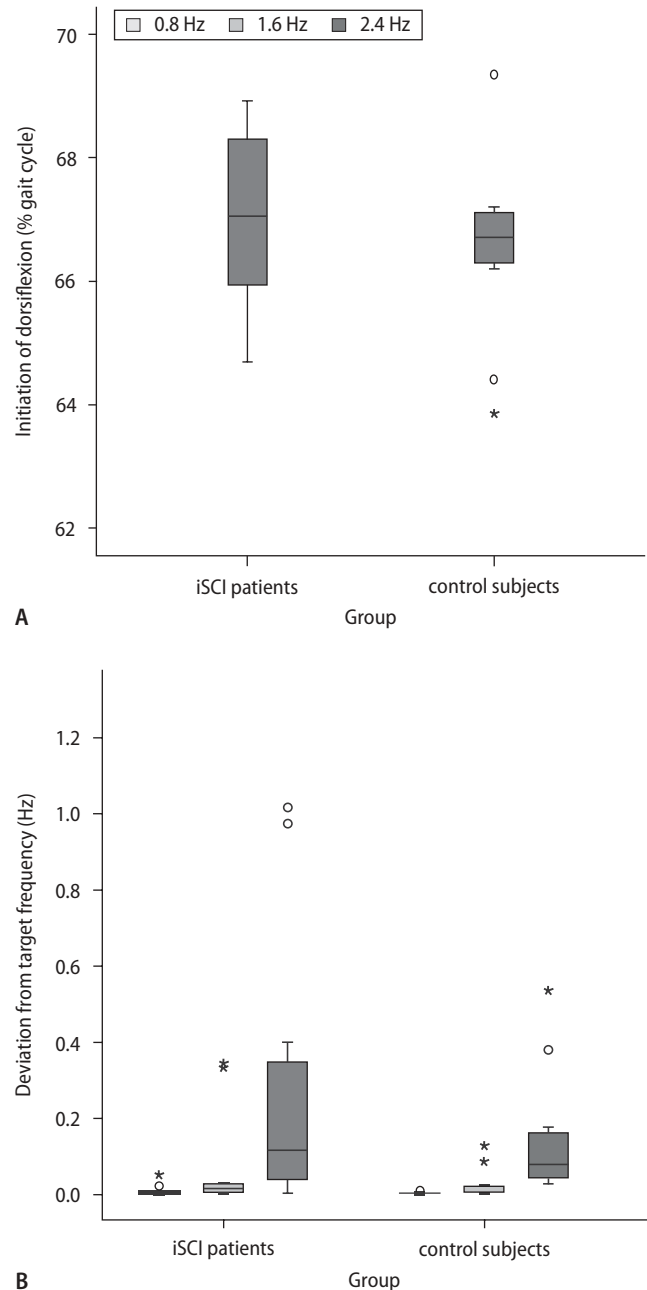 0.8 Hz 1.6 Hz 2.4 Hz
Initiation of dorsiflexion (% gait cycle)
70
68
66
64
62
iSCI patients control subjects
Group
A
Deviation from target frequency (Hz)
1.2
1.0
0.8
0.6
0.4
0.2
0.0
iSCI patients control subjects
Group
B